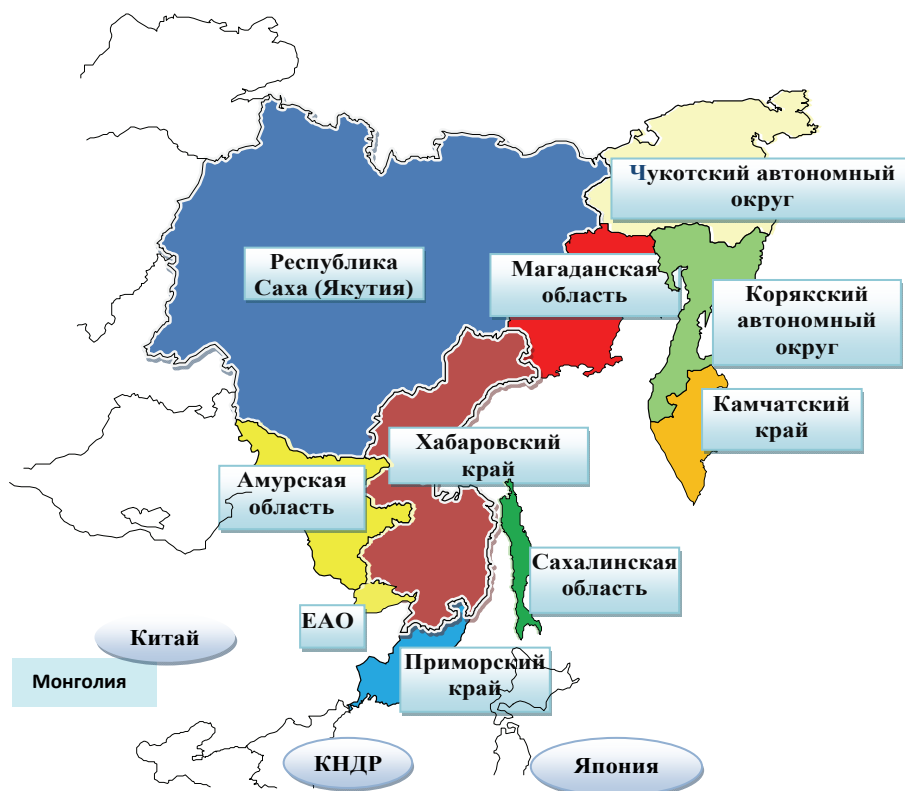 Чукотский автономный
округ
Республика
Саха (Якутия)
Магаданская
область
Корякский
автономный
округ
Камчатский
край
Хабаровский
край
Амурская
область
Сахалинская
область
ЕАО
Китай
Приморский
край
Монголия
КНДР
Япония